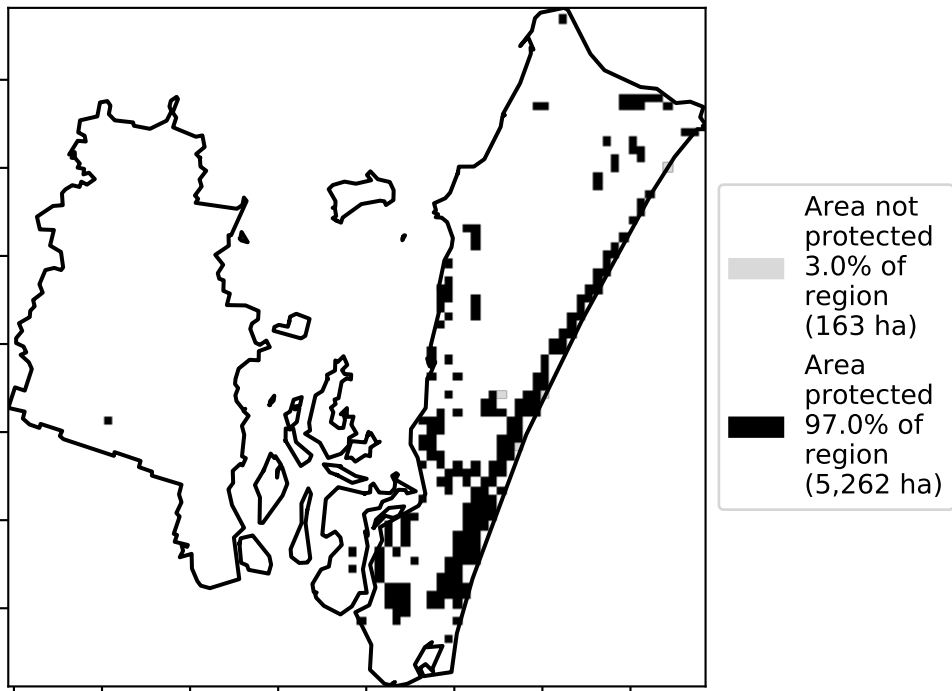 Area not
protected
3.0% of
region
(163 ha)
Area
protected
97.0% of
region
(5,262 ha)